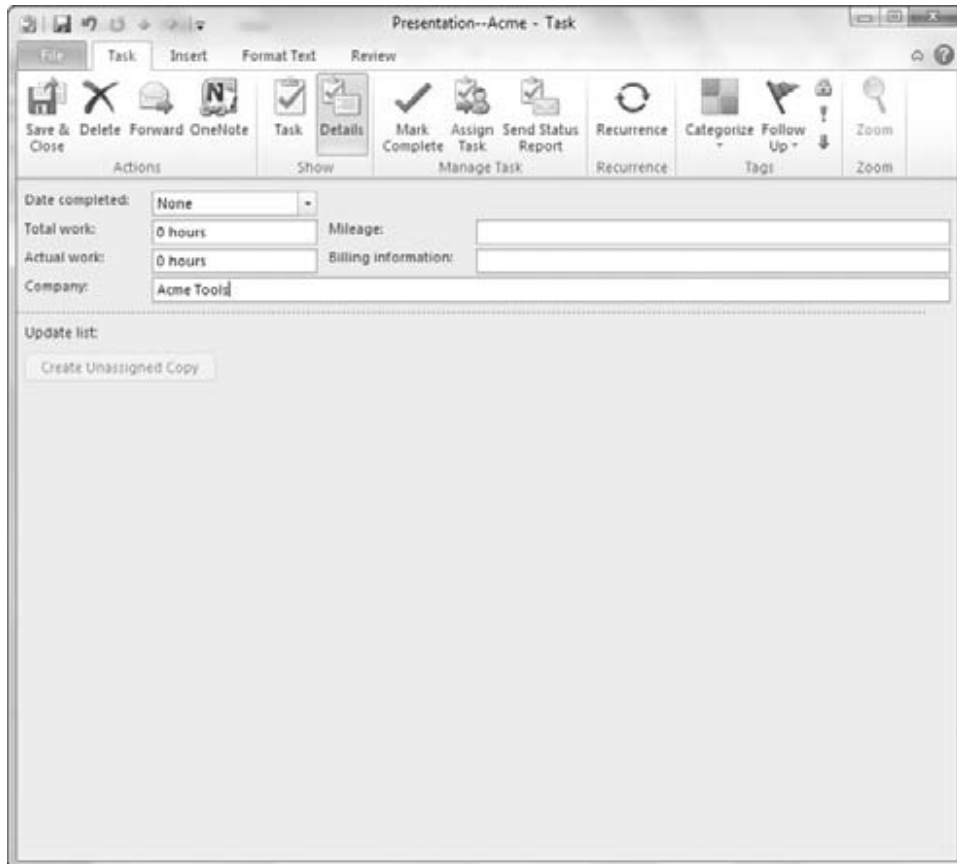 Presentation--Acme - Task
File Task Insert Format Text Review
Save & Close Delete Forward OneNote Task Details Mark Complete Assign Task Send Status Report Recurrence Categorize Follow Up Zoom
Actions Show Manage Task Recurrence Tags Zoom
Date completed: None
Total work: 0 hours Mileage:
Actual work: 0 hours Billing information:
Company: Acme Tools
Update list:
Create Unassigned Copy